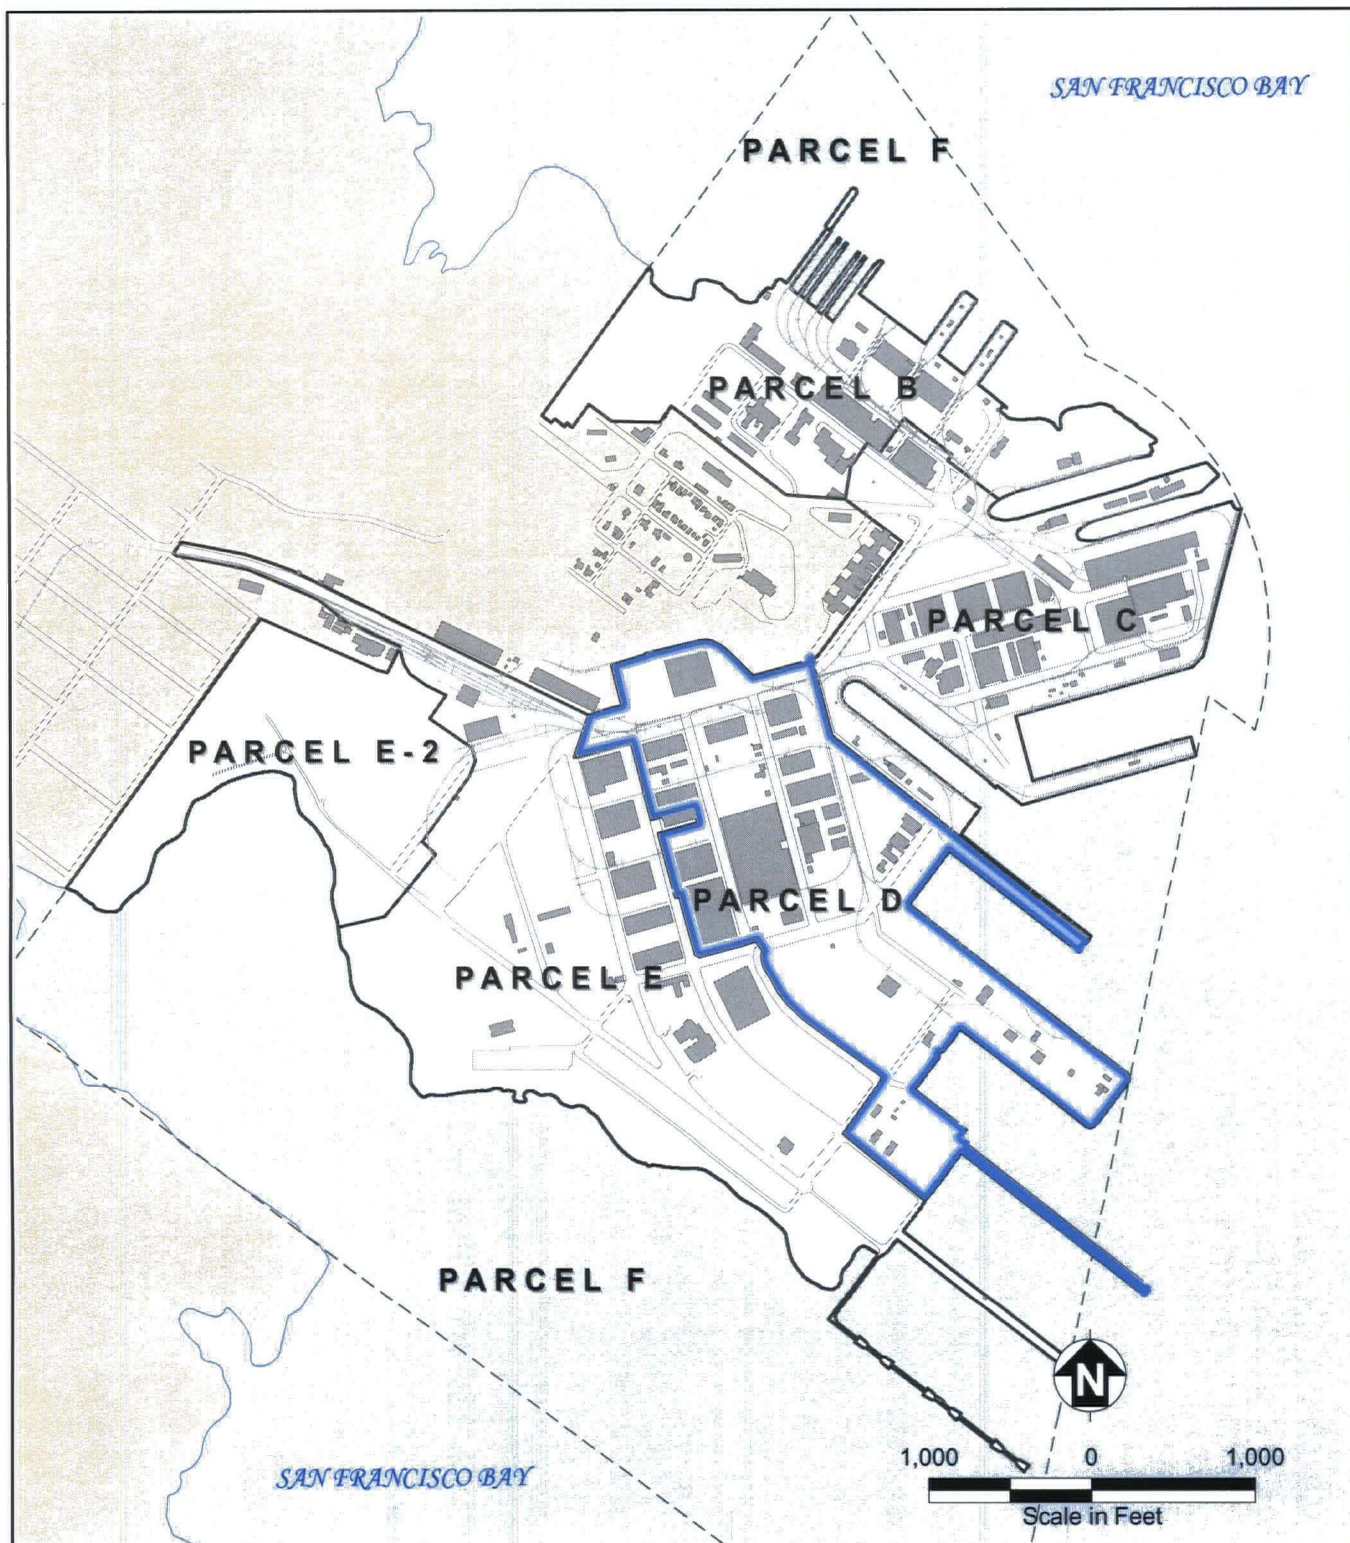 SAN FRANCISCO BAY
PARCEL F
PARCEL B
PARCEL C
PARCEL E-2
PARCEL D
PARCEL E
PARCEL F
N
SAN FRANCISCO BAY
1,000 0 1,000
Scale in Feet